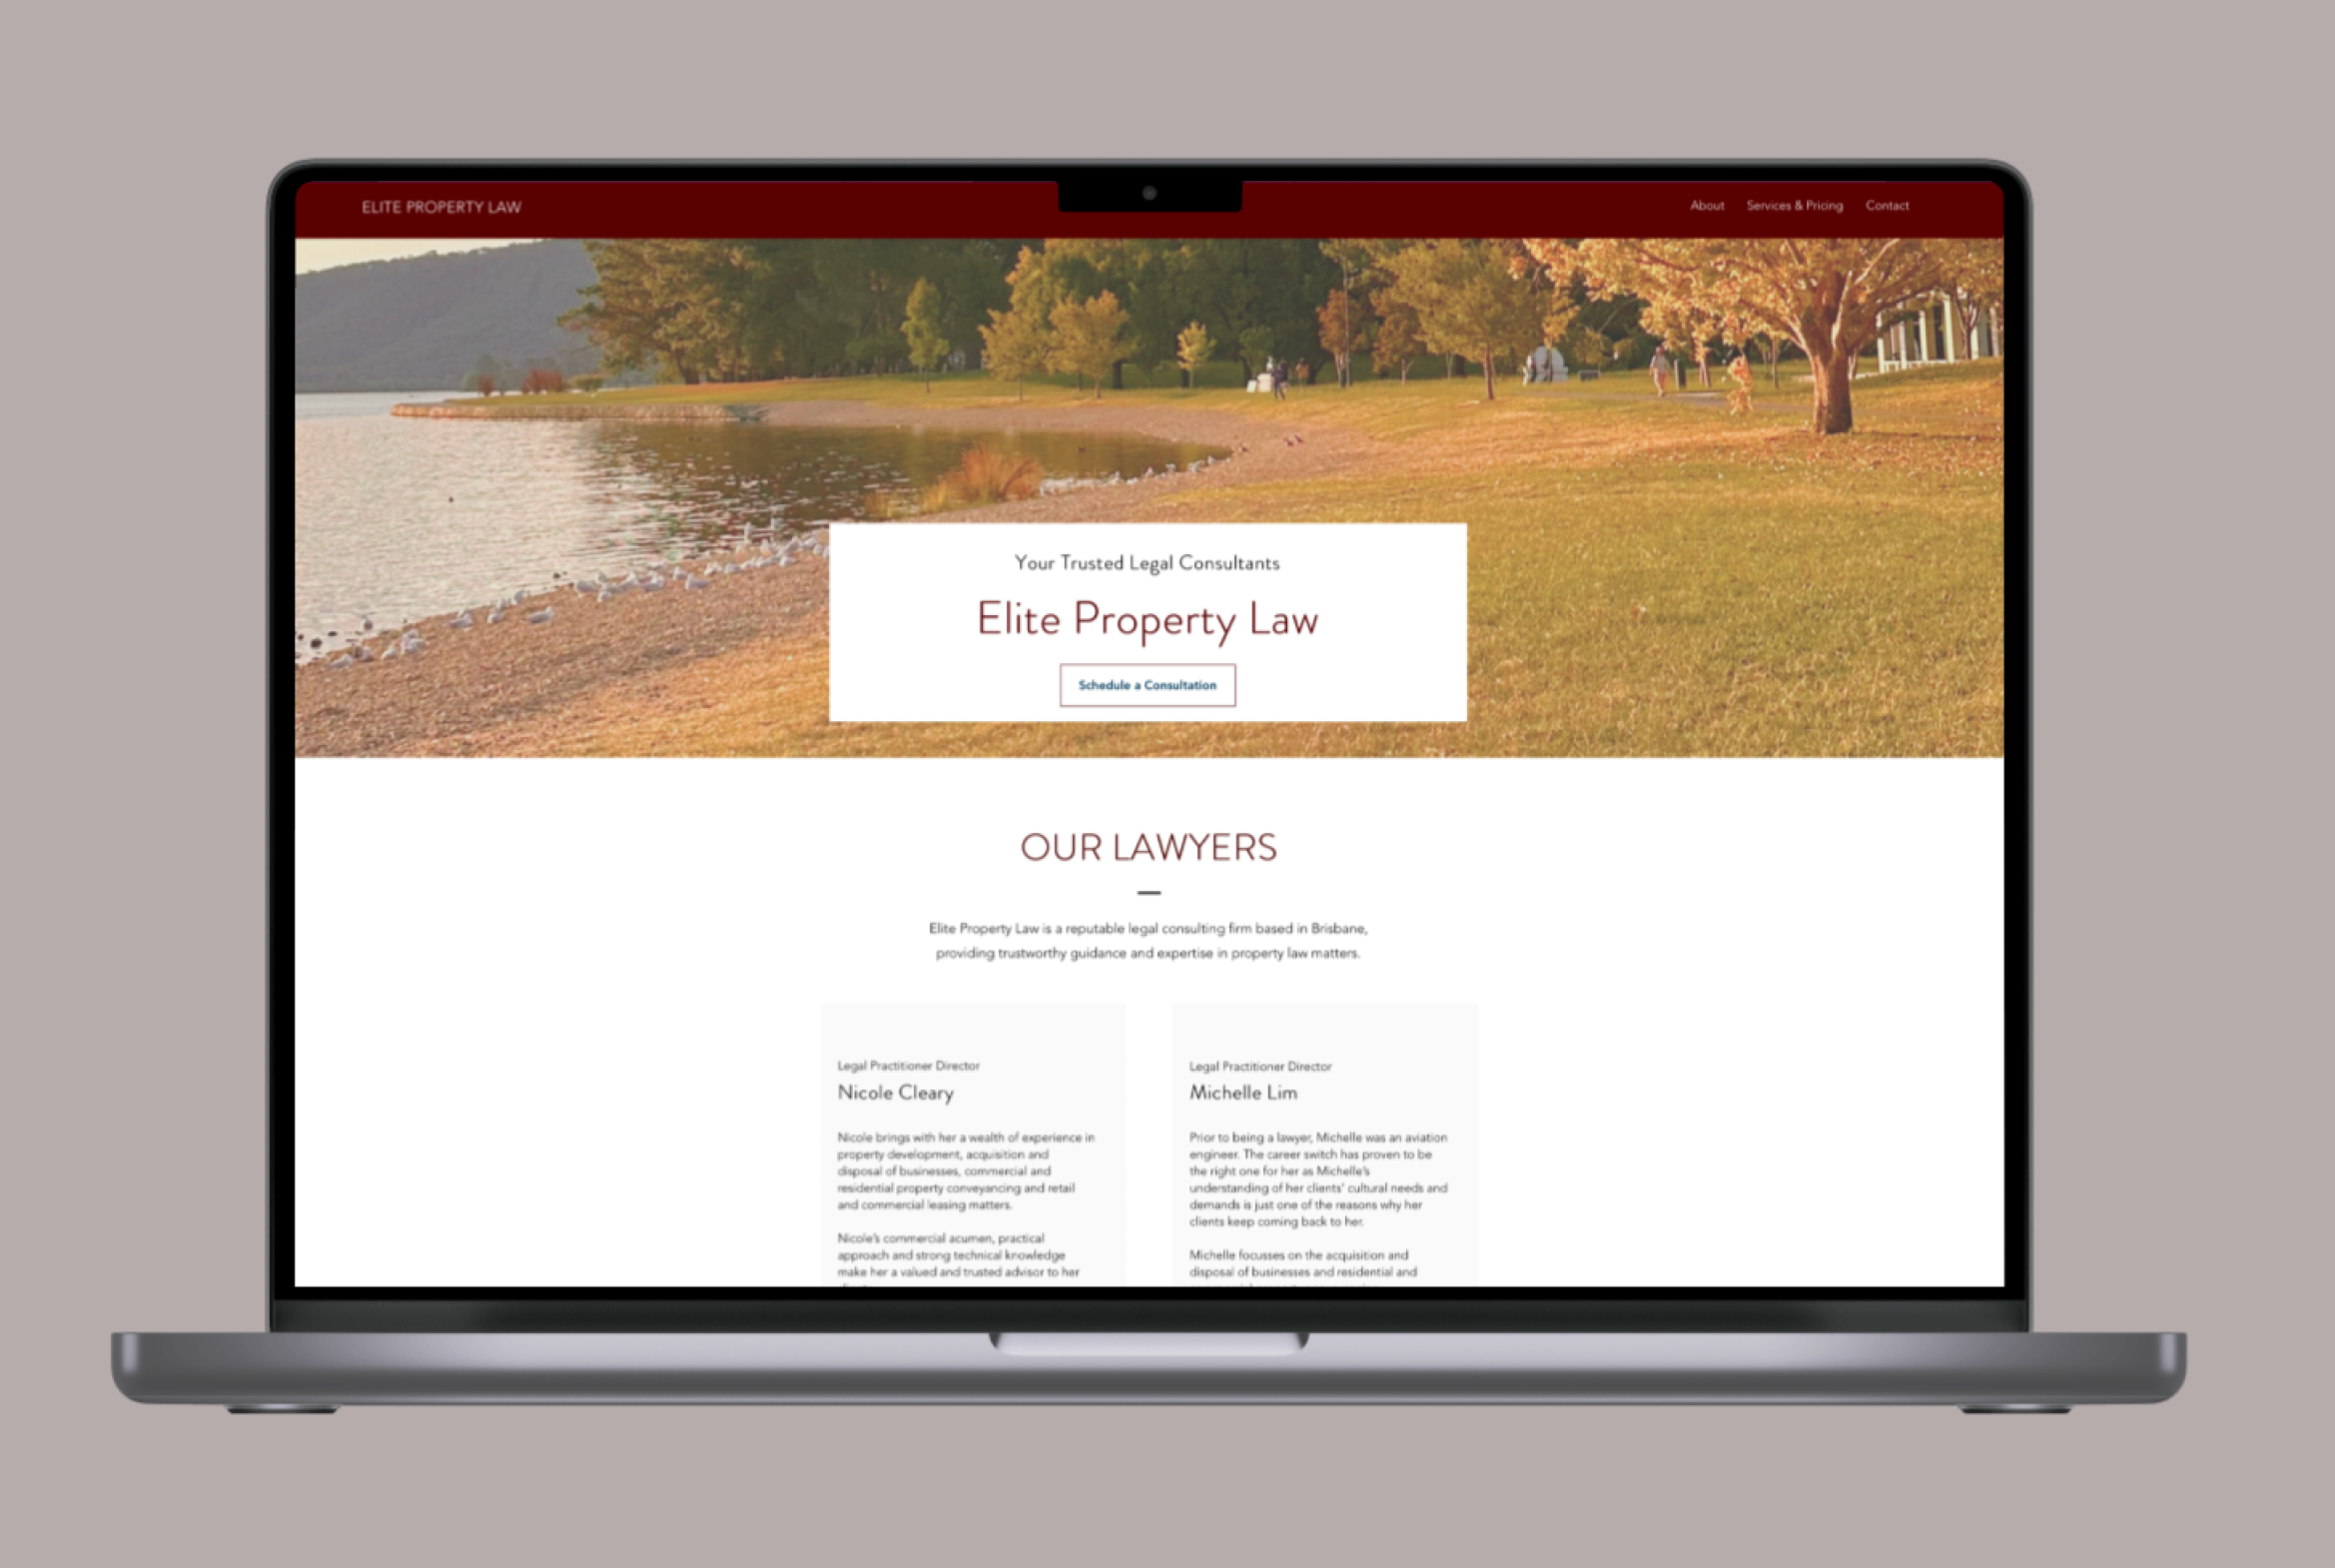 ELITE PROPERTY LAW
About Services & Pricing Contact
Your Trusted Legal Consultants
Elite Property Law
Schedule a Consultation
OUR LAWYERS
Elite Property Law is a reputable legal consulting firm based in Brisbane,
providing trustworthy guidance and expertise in property law matters.
Legal Practitioner Director
Nicole Cleary
Nicole brings with her a wealth of experience in
property development, acquisition and
disposal of businesses, commercial and
residential property conveyancing and retail
and commercial leasing matters.
Nicole's commercial acumen, practical
approach and strong technical knowledge
make her a valued and trusted advisor to her
Legal Practitioner Director
Michelle Lim
Prior to being a lawyer, Michelle was an aviation
engineer. The career switch has proven to be
the right one for her as Michelle's
understanding of her clients' cultural needs and
demands is just one of the reasons why her
clients keep coming back to her.
Michelle focusses on the acquisition and
disposal of businesses and residential and